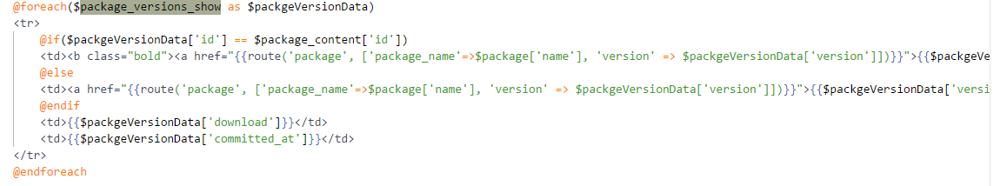 @foreach($package_versions_show as $packgeVersionData)
<tr>
@if($packgeVersionData['id'] == $package_content['id'])
<td><b class="bold"><a href="{{route('package', ['package_name'=>$package['name'], 'version' => $packgeVersionData['version']])}}">{{$packgeVe
@else
<td><a href="{{route('package', ['package_name'=>$package['name'], 'version' => $packgeVersionData['version']])}}">{{$packgeVersionData['versi
@endif
<td>{{$packgeVersionData['download']}}</td>
<td>{{$packgeVersionData['committed_at']}}</td>
</tr>
@endforeach